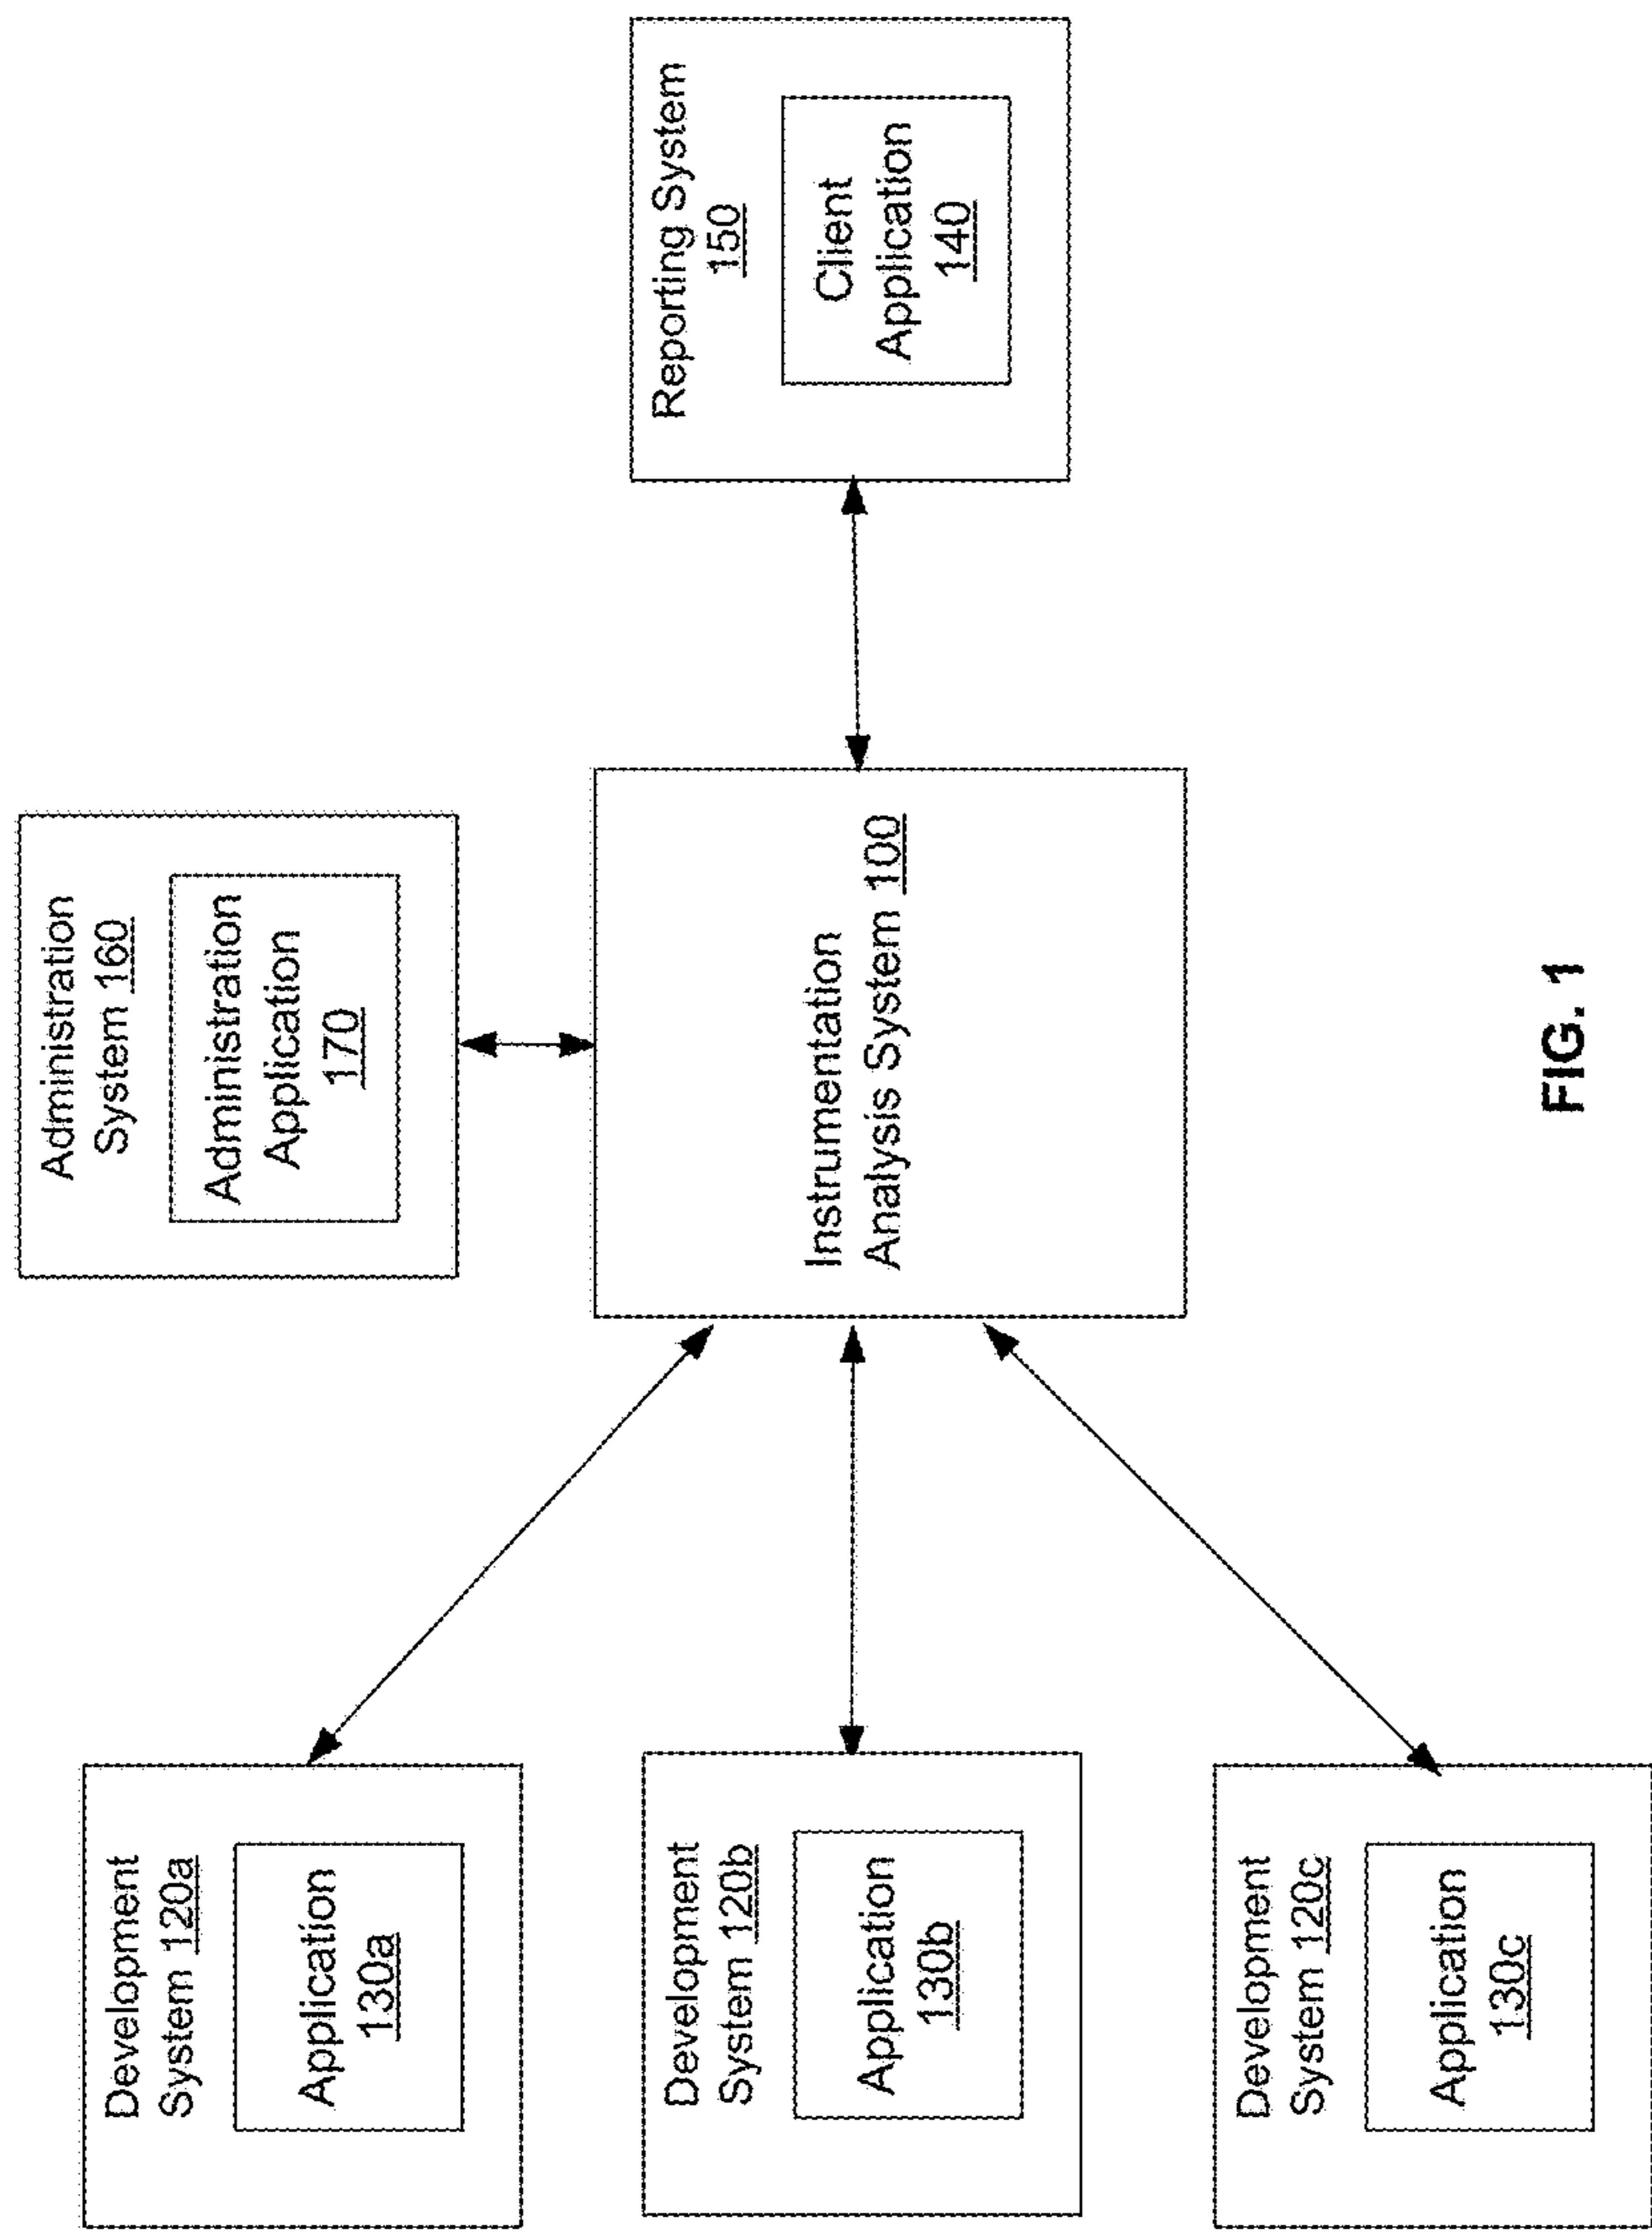 Administration
System 160
Administration
Application
170
Development
System 120a
Application
130a
Development
System 120b
Application
130b
Development
System 120c
Application
130c
Instrumentation
Analysis System 100
Reporting System
150
Client
Application
140
FIG. 1